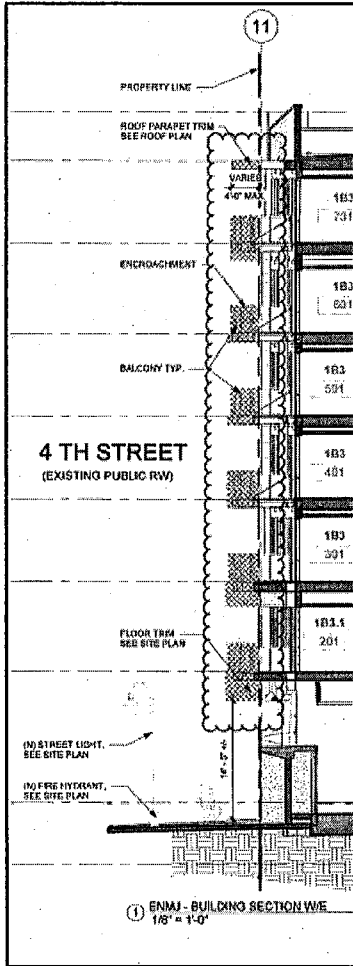 11
PROPERTY LINE
ROOF PARAPET TRIM
SEE ROOF PLAN
VARIES
4'-0" MAX
1B3
701
ENCROACHMENT
1B3
601
BALCONY TYP.
1B3
501
4 TH STREET
(EXISTING PUBLIC RW)
1B3
401
1B3
301
1B3.1
201
FLOOR TRIM
SEE SITE PLAN
(N) STREET LIGHT,
SEE SITE PLAN
(N) FIRE HYDRANT,
SEE SITE PLAN
1 ENMJ - BUILDING SECTION W/E
1/8" = 1'-0"